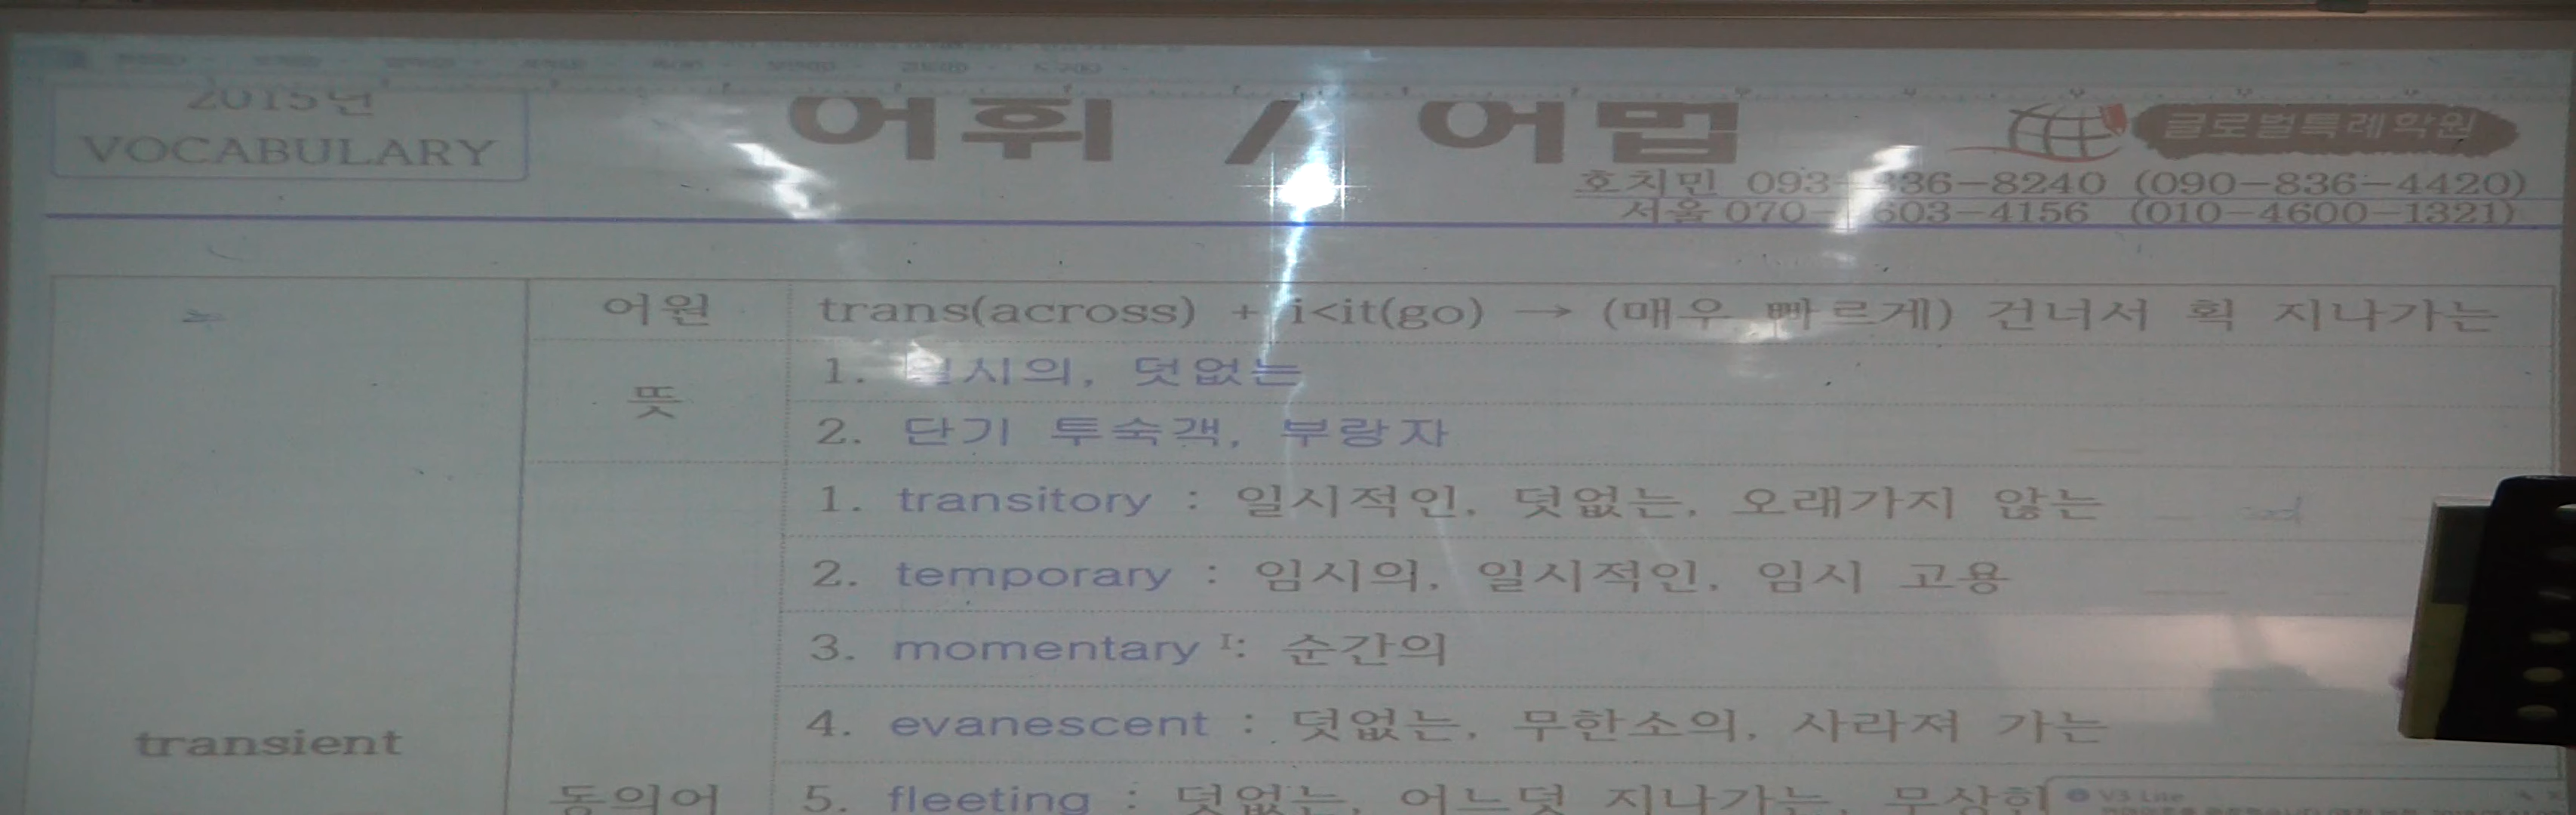 2015년
VOCABULARY
어휘 / 어법
글로벌특례학원
호치민 093- 36-8240 (090-836-4420)
서울 070- 603-4156 (010-4600-1321)
어원 trans(across) + i<it(go) → (매우 빠르게) 건너서 획 지나가는
뜻
1. 일시의, 덧없는
2. 단기 투숙객, 부랑자
1. transitory : 일시적인, 덧없는, 오래가지 않는
2. temporary : 임시의, 일시적인, 임시 고용
3. momentary : 순간의
4. evanescent : 덧없는, 무한소의, 사라져 가는
transient
동의어 5. fleeting : 덧없는, 어느덧 지나가는, 무상한
V3 Lite